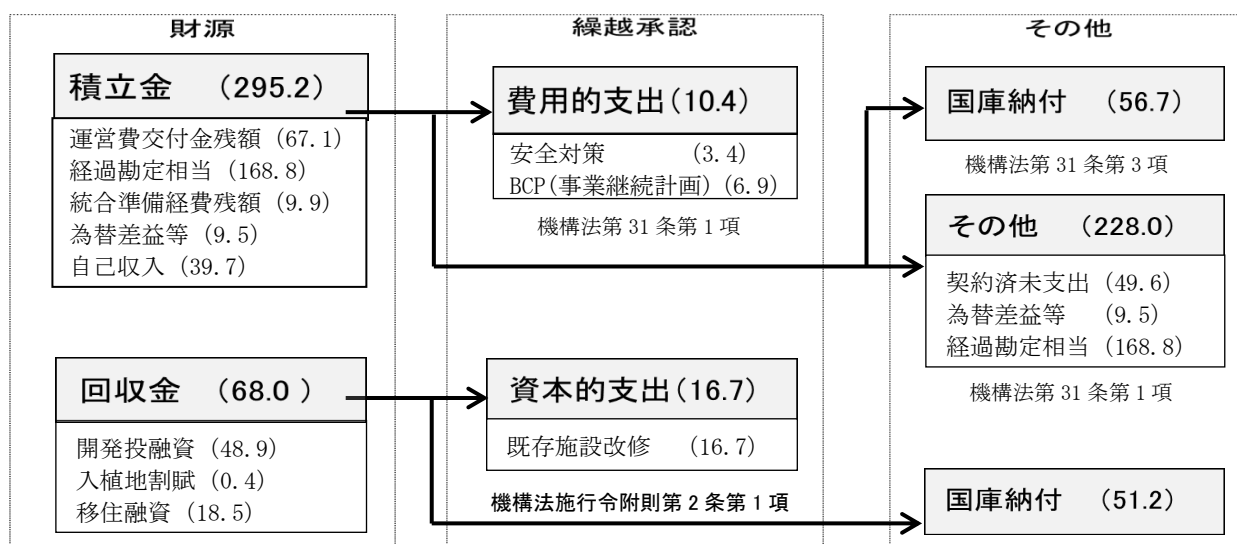 財源
積立金 (295.2)
運営費交付金残額 (67.1)
経過勘定相当 (168.8)
統合準備経費残額 (9.9)
為替差益等 (9.5)
自己収入 (39.7)
回収金 (68.0 )
開発投融資 (48.9)
入植地割賦 (0.4)
移住融資 (18.5)
繰越承認
費用的支出(10.4)
安全対策 (3.4)
BCP(事業継続計画) (6.9)
機構法第 31 条第 1 項
資本的支出(16.7)
既存施設改修 (16.7)
機構法施行令附則第 2 条第 1 項
その他
国庫納付 (56.7)
機構法第 31 条第 3 項
その他 (228.0)
契約済未支出 (49.6)
為替差益等 (9.5)
経過勘定相当 (168.8)
機構法第 31 条第 1 項
国庫納付 (51.2)